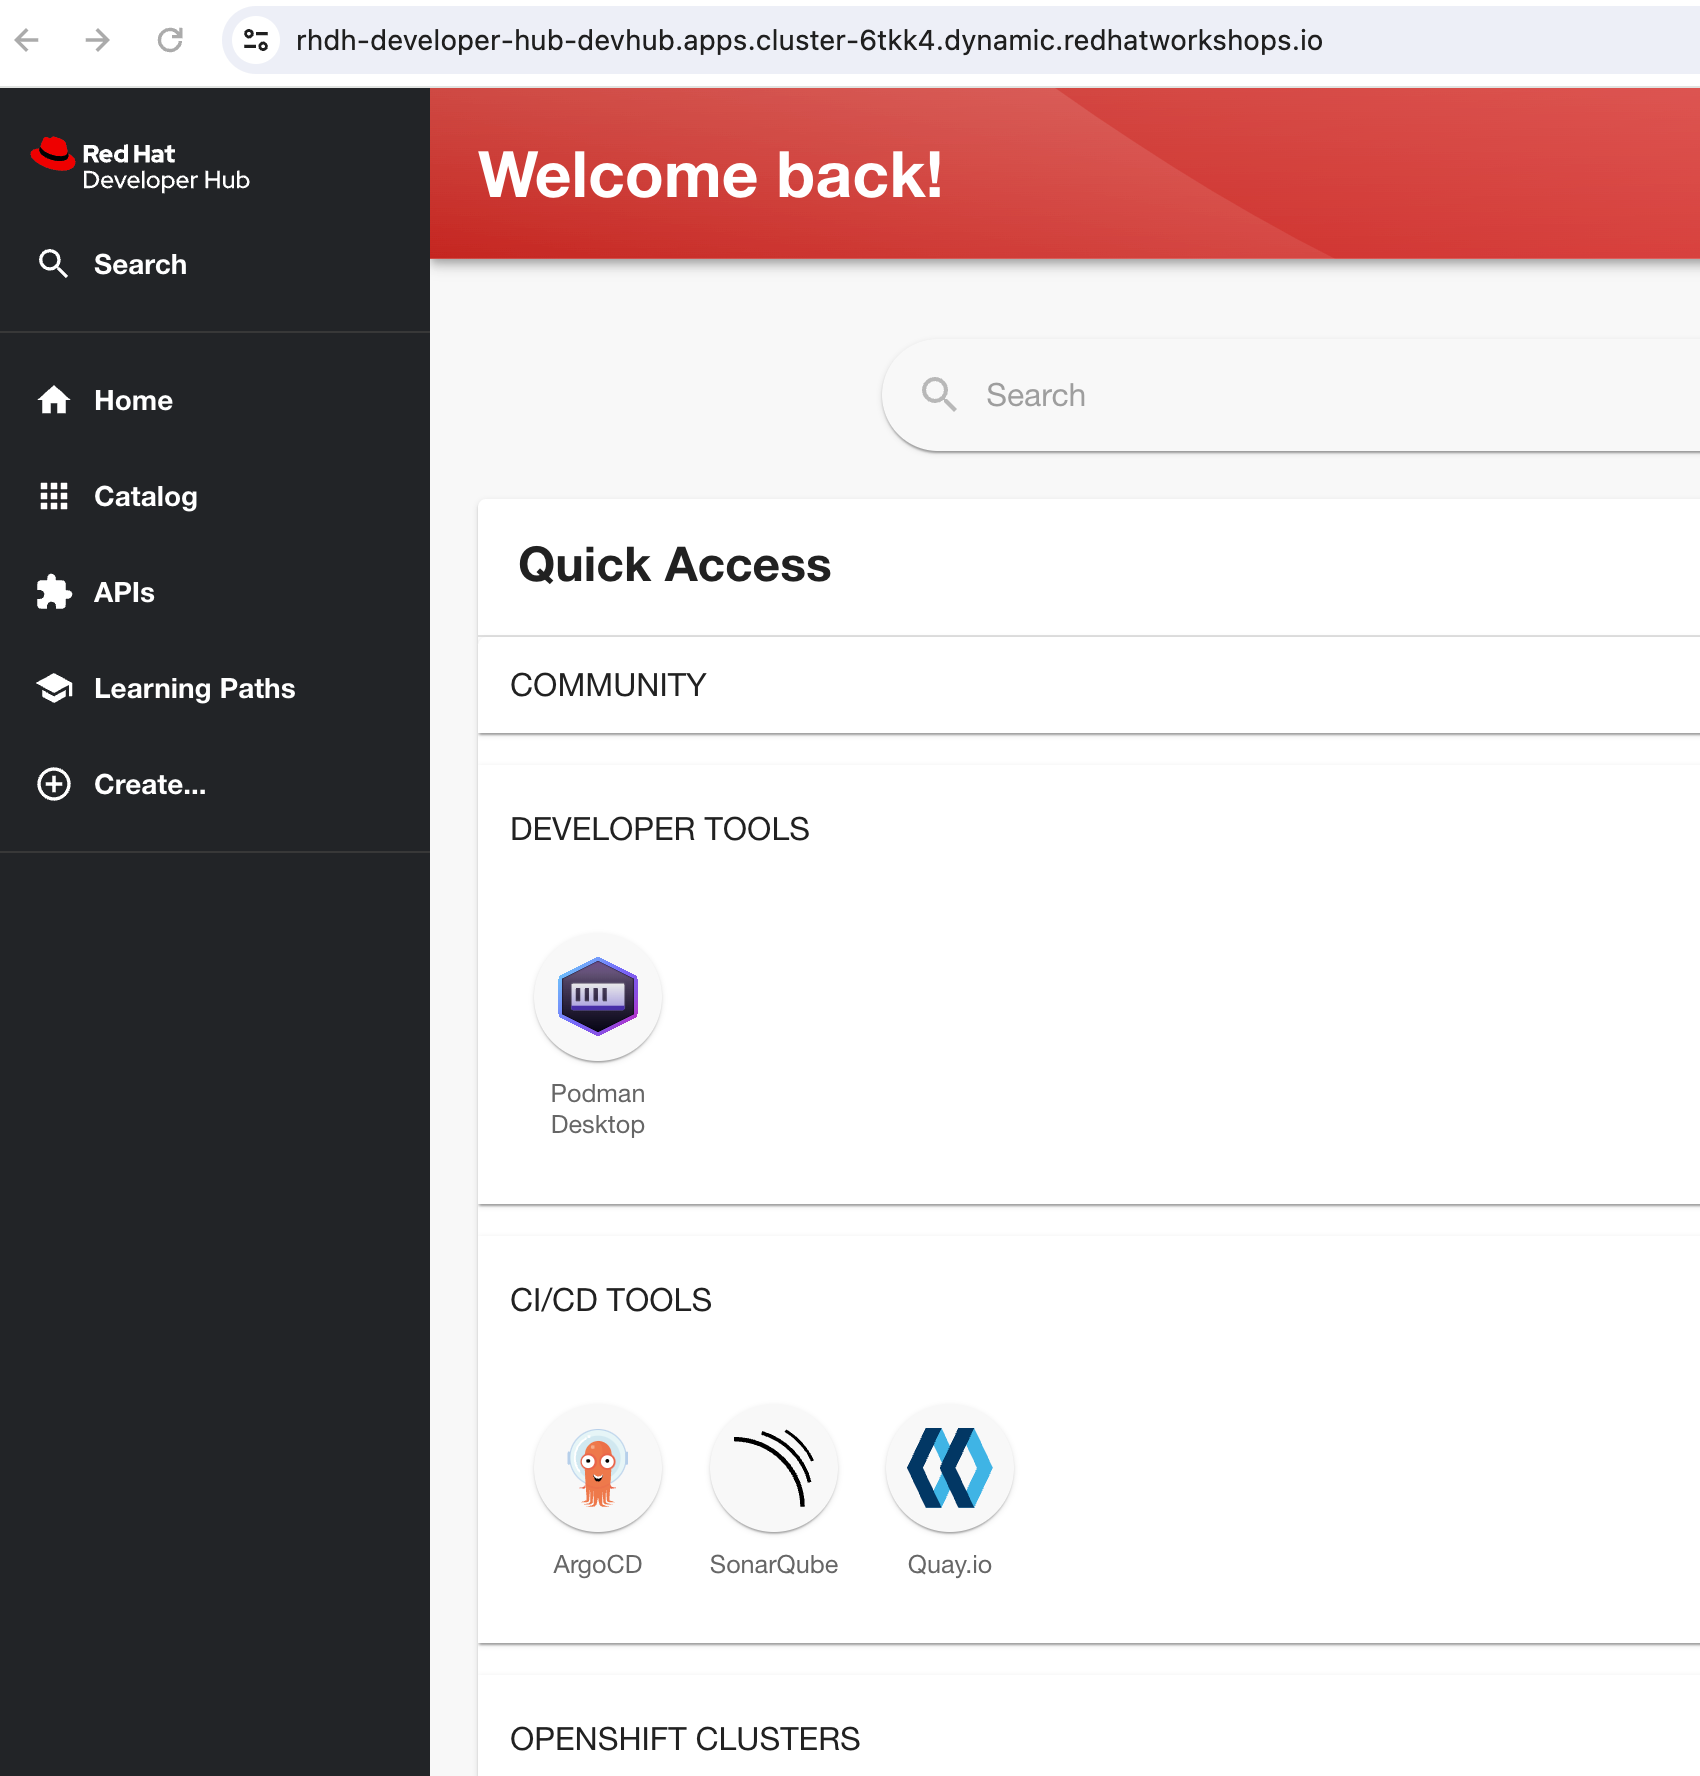 rhdh-developer-hub-devhub.apps.cluster-6tkk4.dynamic.redhatworkshops.io
Red Hat
Developer Hub
Search
Home
Catalog
APIs
Learning Paths
Create...
Welcome back!
Search
Quick Access
COMMUNITY
DEVELOPER TOOLS
Podman
Desktop
CI/CD TOOLS
ArgoCD
SonarQube
Quay.io
OPENSHIFT CLUSTERS